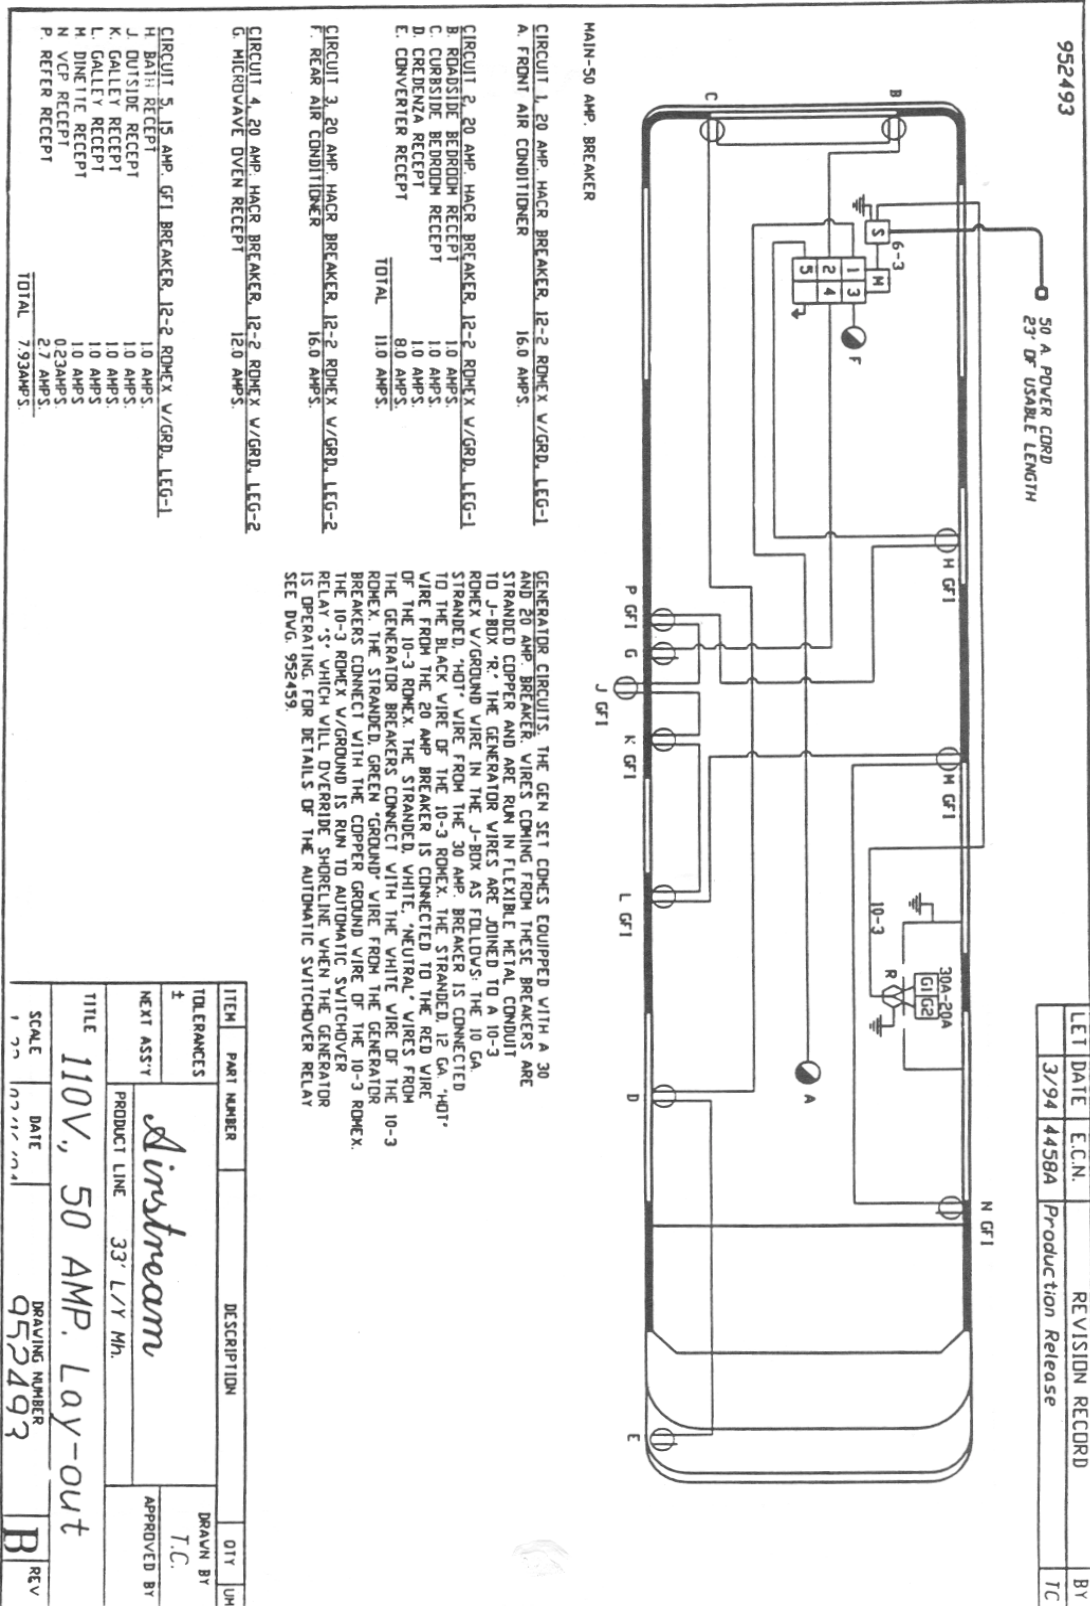 952493
LET DATE E.C.N. REVISION RECORD BY
3/94 4458A Production Release TC
50 A. POWER CORD
23' OF USABLE LENGTH
B
C
S
6-3
M
1 3
2 4
5
F
H GFI
M GFI
N GFI
10-3
30A-20A
G1 G2
R
A
P GFI
G
J GFI
K GFI
L GFI
D
E
MAIN-50 AMP. BREAKER
CIRCUIT 1, 20 AMP. HACR BREAKER, 12-2 ROMEX W/GRD, LEG-1
A. FRONT AIR CONDITIONER 16.0 AMPS.
CIRCUIT 2, 20 AMP. HACR BREAKER, 12-2 ROMEX W/GRD, LEG-1
B. ROADSIDE BEDROOM RECEPT 1.0 AMPS.
C. CURBSIDE BEDROOM RECEPT 1.0 AMPS.
D. CREDENZA RECEPT 1.0 AMPS.
E. CONVERTER RECEPT 8.0 AMPS.
TOTAL 11.0 AMPS.
CIRCUIT 3, 20 AMP. HACR BREAKER, 12-2 ROMEX W/GRD, LEG-2
F. REAR AIR CONDITIONER 16.0 AMPS.
CIRCUIT 4, 20 AMP. HACR BREAKER, 12-2 ROMEX W/GRD, LEG-2
G. MICROWAVE OVEN RECEPT 12.0 AMPS.
CIRCUIT 5, 15 AMP. GFI BREAKER, 12-2 ROMEX W/GRD, LEG-1
H. BATH RECEPT 1.0 AMPS.
J. OUTSIDE RECEPT 1.0 AMPS.
K. GALLEY RECEPT 1.0 AMPS.
L. GALLEY RECEPT 1.0 AMPS.
M. DINETTE RECEPT 1.0 AMPS
N VCP RECEPT 0.23AMPS.
P. REFER RECEPT 2.7 AMPS.
TOTAL 7.93AMPS.
GENERATOR CIRCUITS. THE GEN SET COMES EQUIPPED WITH A 30
AND 20 AMP. BREAKER. WIRES COMING FROM THESE BREAKERS ARE
STRANDED COPPER AND ARE RUN IN FLEXIBLE METAL CONDUIT
TO J-BOX "R." THE GENERATOR WIRES ARE JOINED TO A 10-3
ROMEX W/GROUND WIRE IN THE J-BOX AS FOLLOWS: THE 10 GA.
STRANDED, "HOT" WIRE FROM THE 30 AMP. BREAKER IS CONNECTED
TO THE BLACK WIRE OF THE 10-3 ROMEX. THE STRANDED, 12 GA. "HOT"
WIRE FROM THE 20 AMP BREAKER IS CONNECTED TO THE RED WIRE
OF THE 10-3 ROMEX. THE STRANDED, WHITE, "NEUTRAL" WIRES FROM
THE GENERATOR BREAKERS CONNECT WITH THE WHITE WIRE OF THE 10-3
ROMEX. THE STRANDED, GREEN "GROUND" WIRE FROM THE GENERATOR
BREAKERS CONNECT WITH THE COPPER GROUND WIRE OF THE 10-3 ROMEX.
THE 10-3 ROMEX W/GROUND IS RUN TO AUTOMATIC SWITCHOVER
RELAY "S" WHICH WILL OVERRIDE SHORELINE WHEN THE GENERATOR
IS OPERATING. FOR DETAILS OF THE AUTOMATIC SWITCHOVER RELAY
SEE DWG. 952459.
ITEM PART NUMBER DESCRIPTION QTY UM
TOLERANCES
±
NEXT ASS'Y
Airstream
PRODUCT LINE 33' L/Y Mh.
DRAWN BY
T.C.
APPROVED BY
TITLE 110V., 50 AMP. Lay-out
SCALE
DATE
DRAWING NUMBER
952493
REV
B